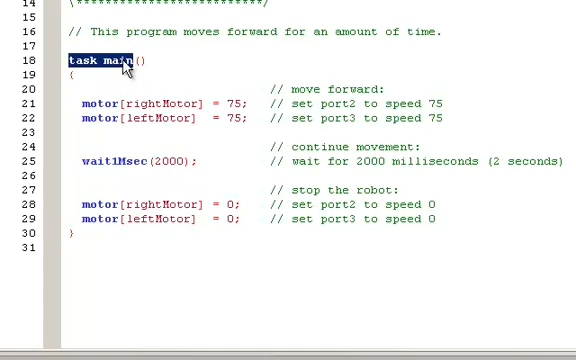 14 \*************************/
15
16 // This program moves forward for an amount of time.
17
18 task main()
19 {
20 // move forward:
21 motor[rightMotor] = 75; // set port2 to speed 75
22 motor[leftMotor] = 75; // set port3 to speed 75
23
24 // continue movement:
25 wait1Msec(2000); // wait for 2000 milliseconds (2 seconds)
26
27 // stop the robot:
28 motor[rightMotor] = 0; // set port2 to speed 0
29 motor[leftMotor] = 0; // set port3 to speed 0
30 }
31